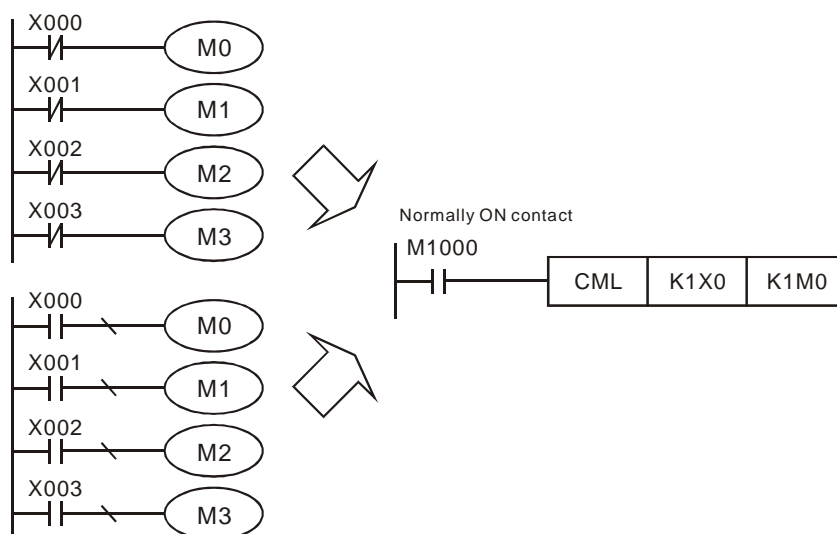 X000
M0
X001
M1
X002
M2
X003
M3
Normally ON contact
M1000
CML K1X0 K1M0
X000
M0
X001
M1
X002
M2
X003
M3